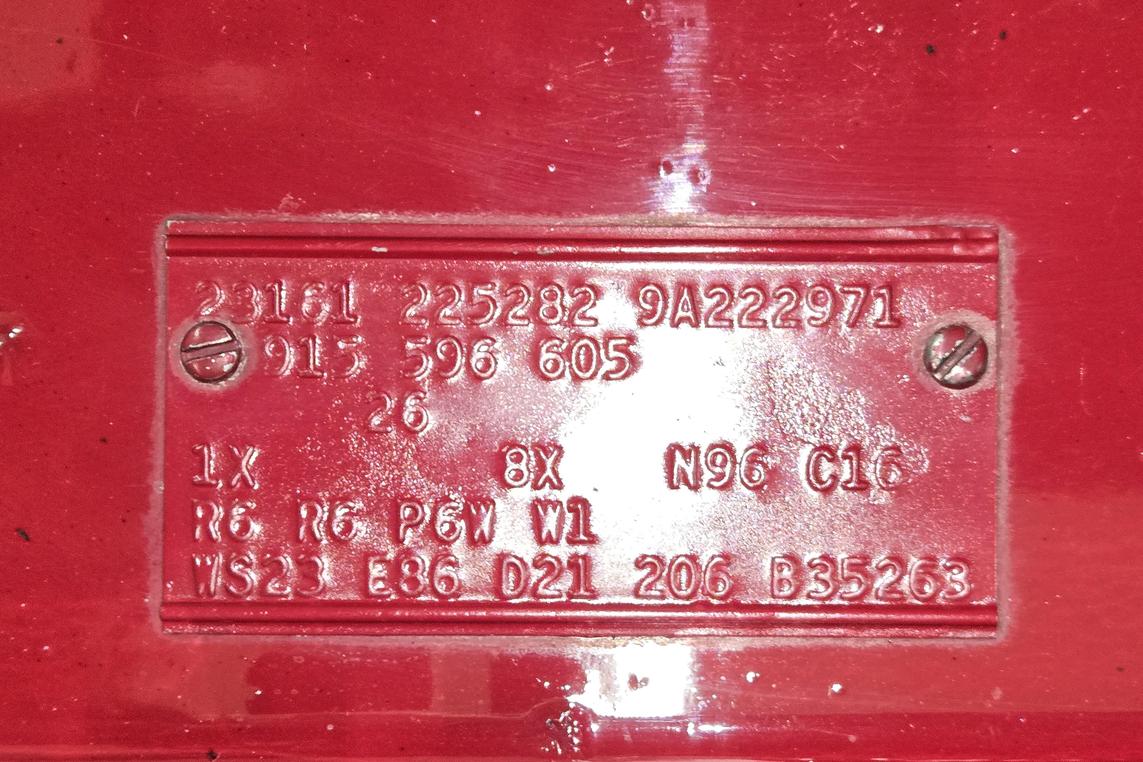 23161 225282 9A222971
915 596 605
26
1X 8X N96 C16
R6 R6 P6W W1
WS23 E86 D21 206 B35263